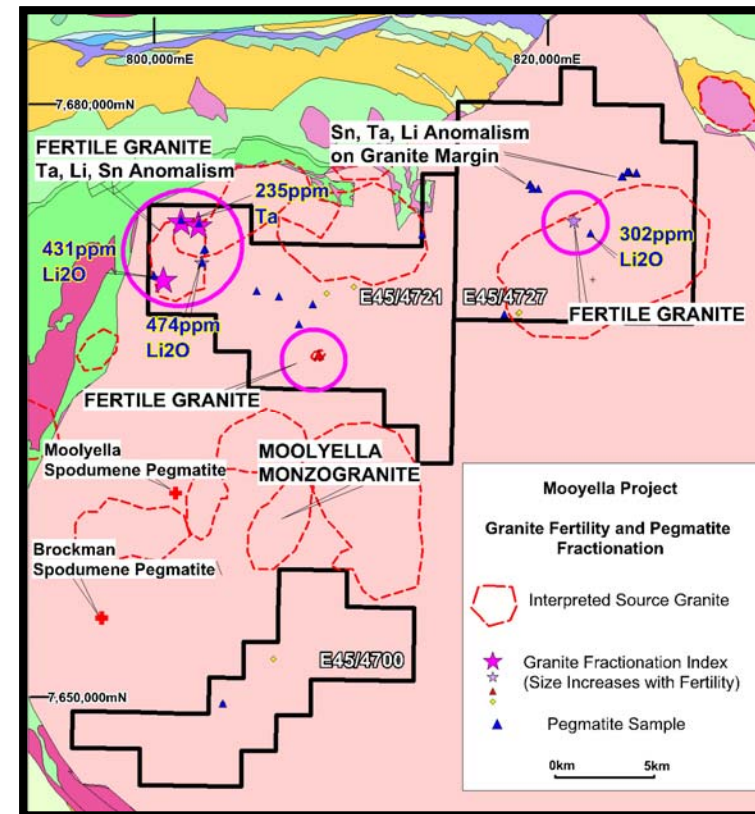 800,000mE
820,000mE
7,680,000mN
FERTILE GRANITE
Ta, Li, Sn Anomalism
Sn, Ta, Li Anomalism
on Granite Margin
235ppm
Ta
431ppm
Li2O
474ppm
Li2O
302ppm
Li2O
E45/4721
E45/4727
FERTILE GRANITE
FERTILE GRANITE
Moolyella
Spodumene Pegmatite
MOOLYELLA
MONZOGRANITE
Brockman
Spodumene Pegmatite
E45/4700
7,650,000mN
Mooyella Project
Granite Fertility and Pegmatite
Fractionation
Interpreted Source Granite
Granite Fractionation Index
(Size Increases with Fertility)
Pegmatite Sample
0km 5km